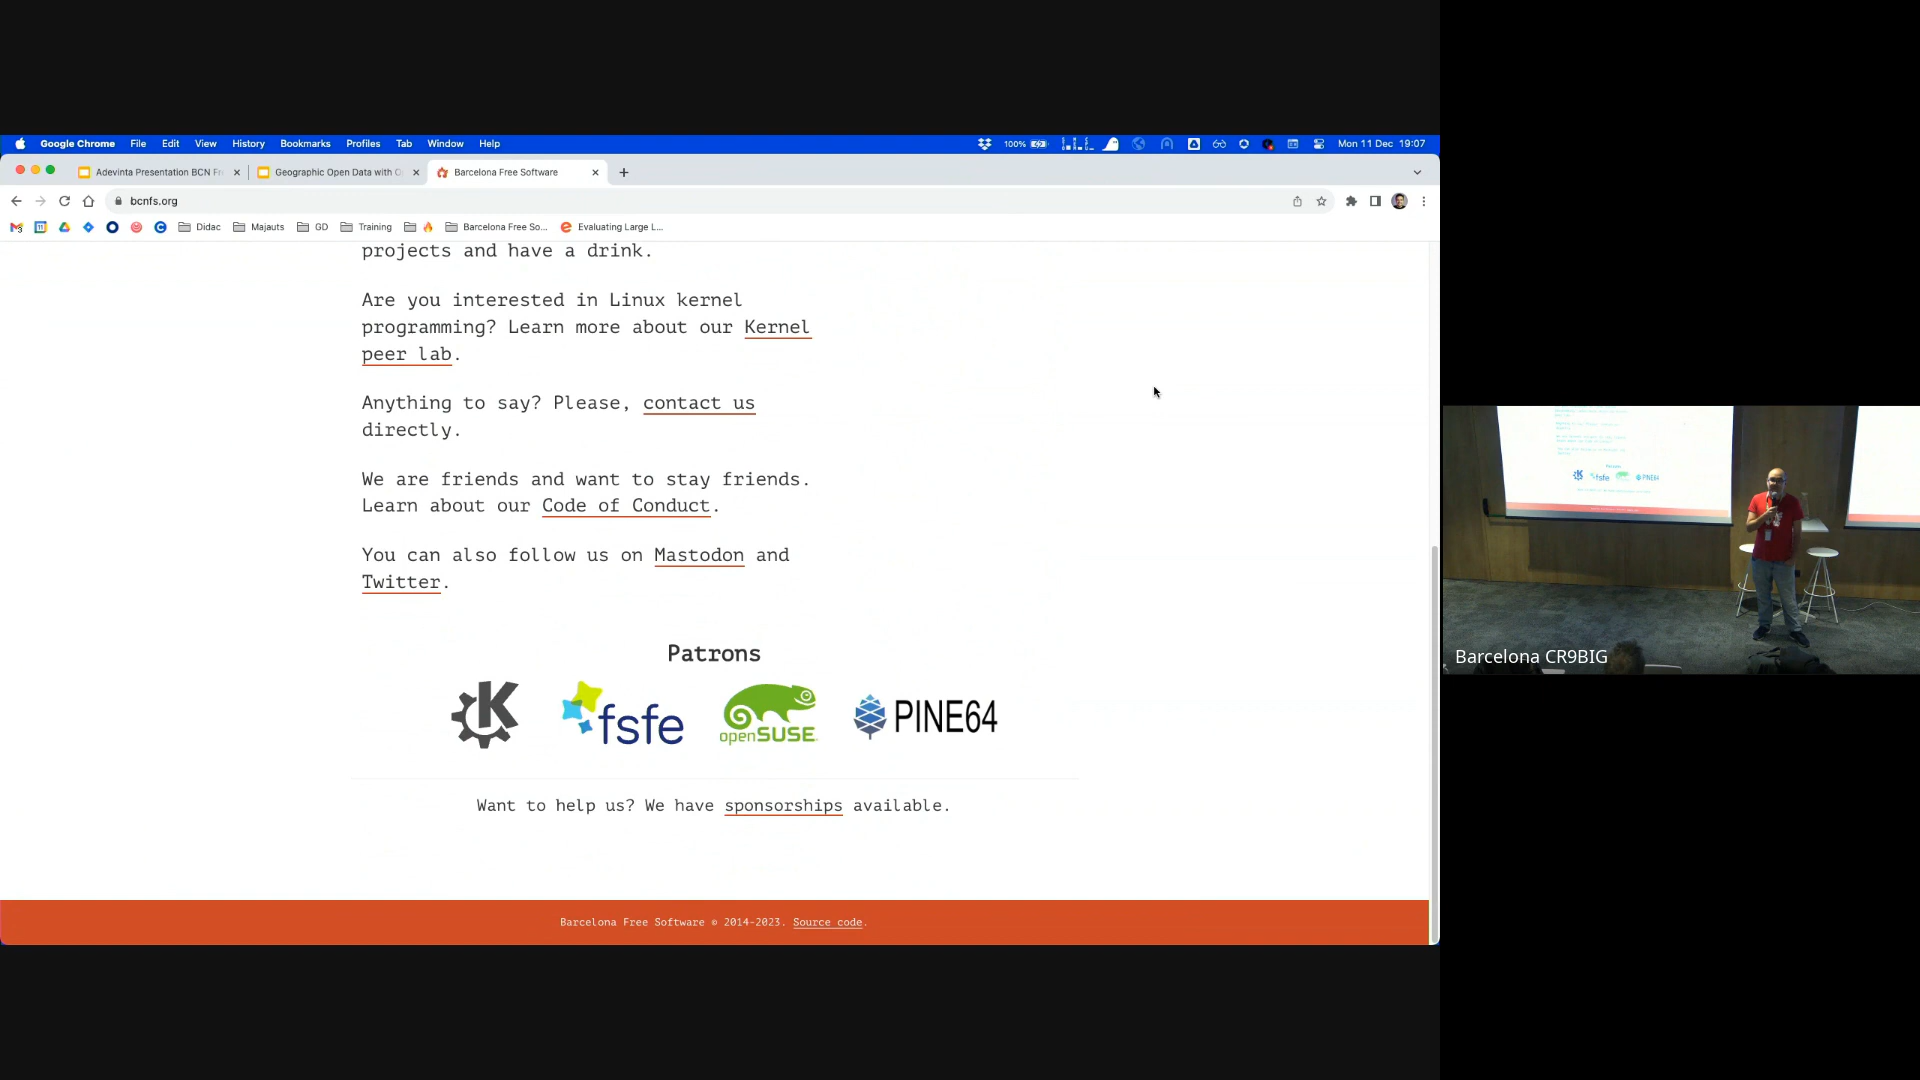 Google Chrome File Edit View History Bookmarks Profiles Tab Window Help 100% Mon 11 Dec 19:07
Adevinta Presentation BCN Fr Geographic Open Data with O Barcelona Free Software
bcnfs.org
Didac Majauts GD Training Barcelona Free So... Evaluating Large L...
projects and have a drink.
Are you interested in Linux kernel
programming? Learn more about our Kernel
peer lab.
Anything to say? Please, contact us
directly.
We are friends and want to stay friends.
Learn about our Code of Conduct.
You can also follow us on Mastodon and
Twitter.
Patrons
K fsfe openSUSE PINE64
Want to help us? We have sponsorships available.
Barcelona Free Software © 2014-2023. Source code.
fsfe PINE64
Barcelona CR9BIG